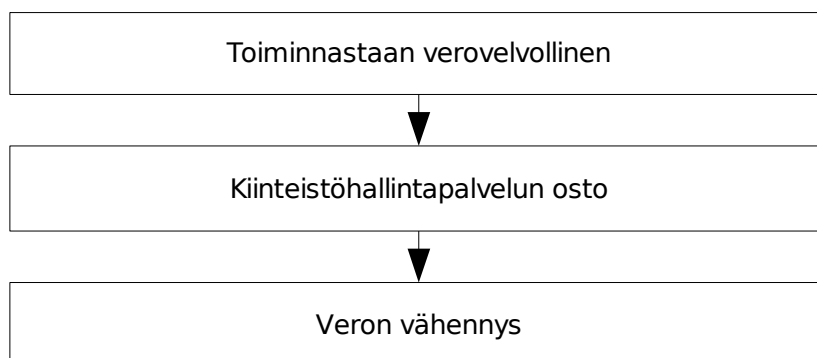 Toiminnastaan verovelvollinen
Kiinteistöhallintapalvelun osto
Veron vähennys